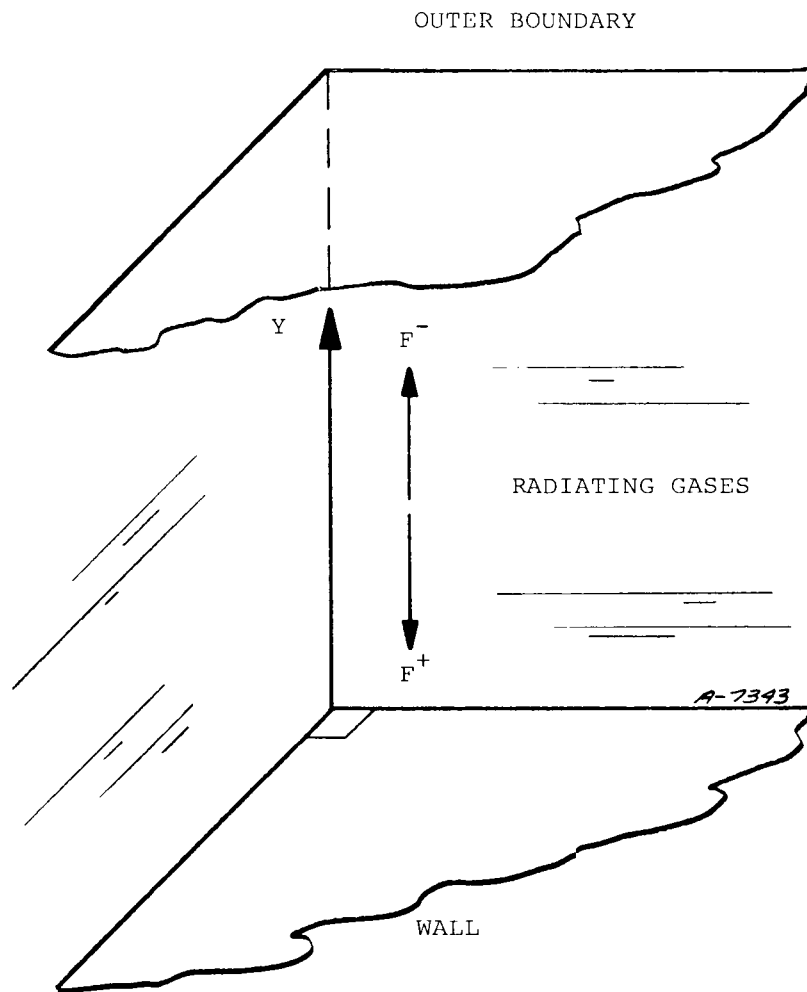 OUTER BOUNDARY
Y
F⁻
RADIATING GASES
F⁺
A-7343
WALL